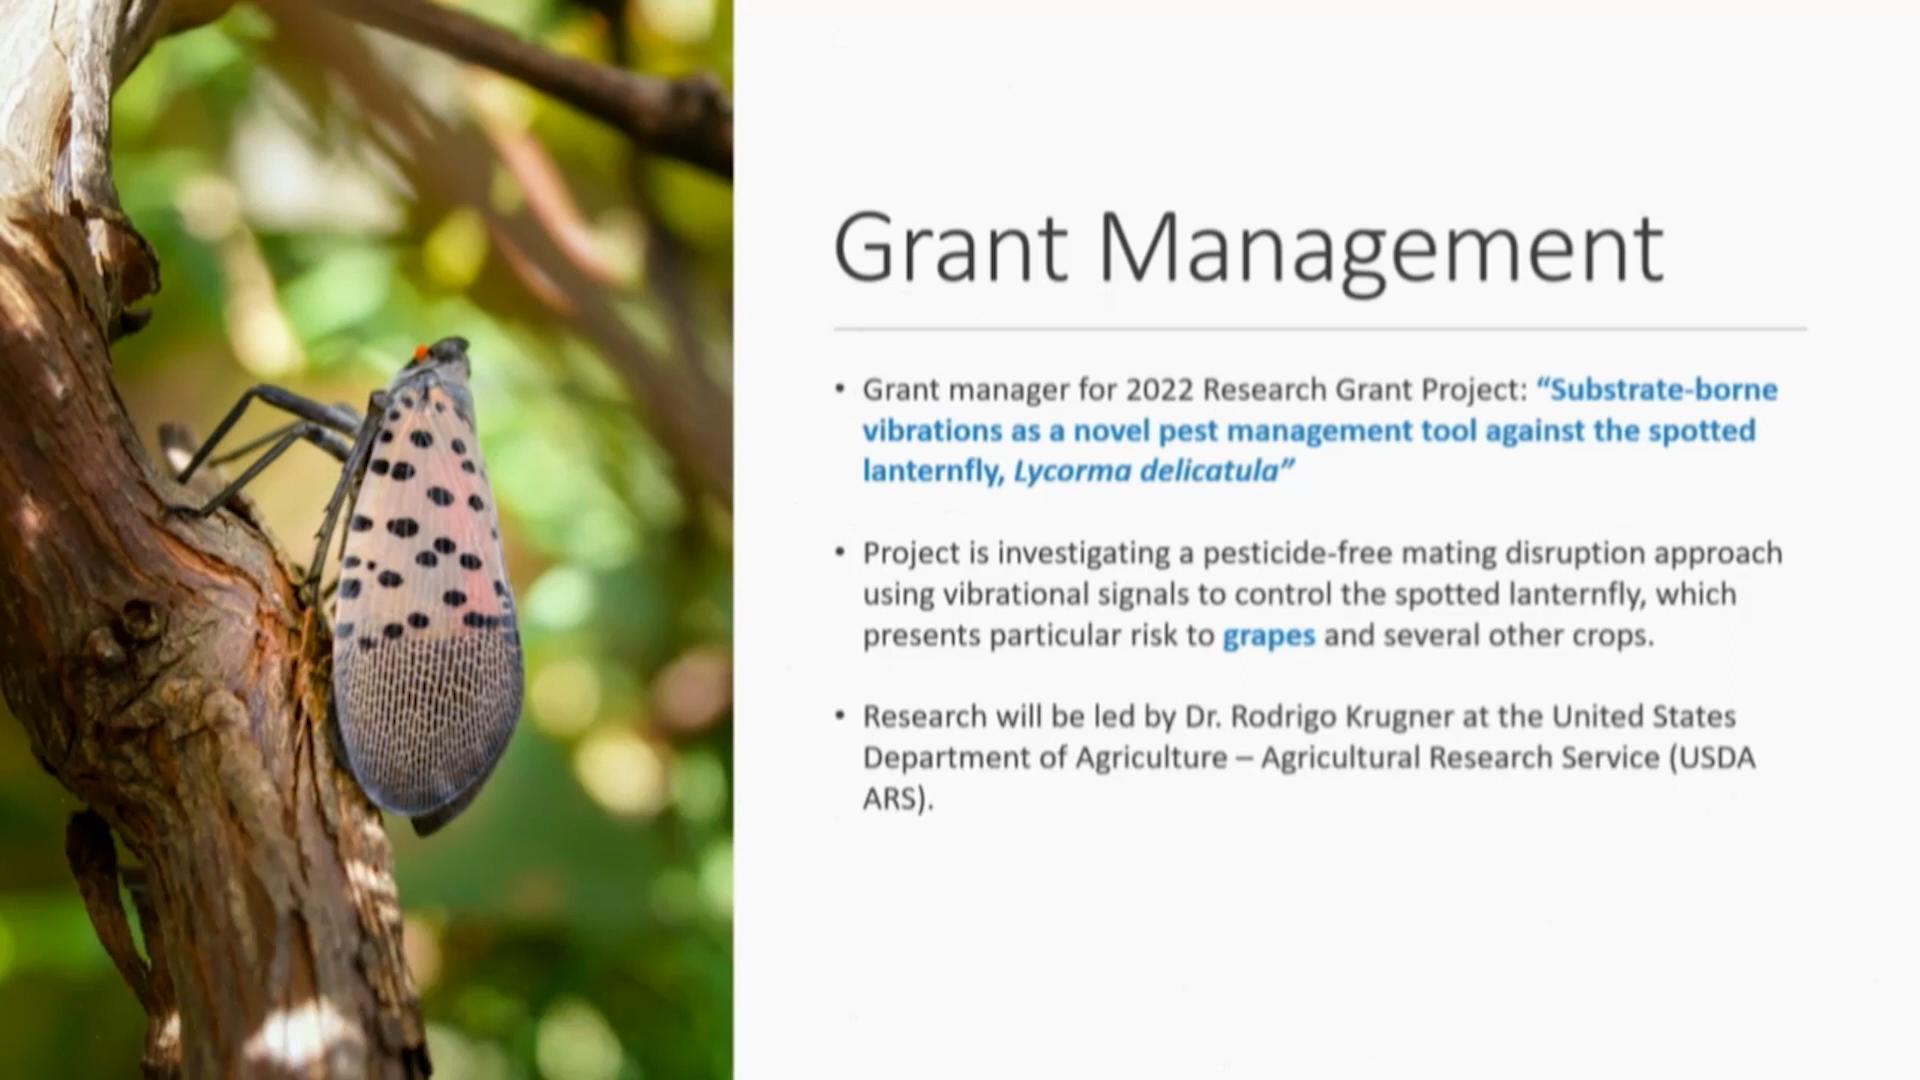 Grant Management
• Grant manager for 2022 Research Grant Project: “Substrate-borne
vibrations as a novel pest management tool against the spotted
lanternfly, Lycorma delicatula”
• Project is investigating a pesticide-free mating disruption approach
using vibrational signals to control the spotted lanternfly, which
presents particular risk to grapes and several other crops.
• Research will be led by Dr. Rodrigo Krugner at the United States
Department of Agriculture – Agricultural Research Service (USDA
ARS).